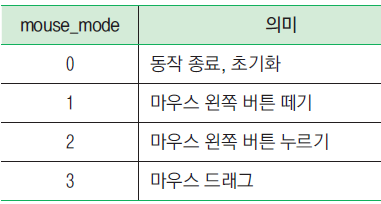 mouse_mode 의미
0 동작 종료, 초기화
1 마우스 왼쪽 버튼 떼기
2 마우스 왼쪽 버튼 누르기
3 마우스 드래그